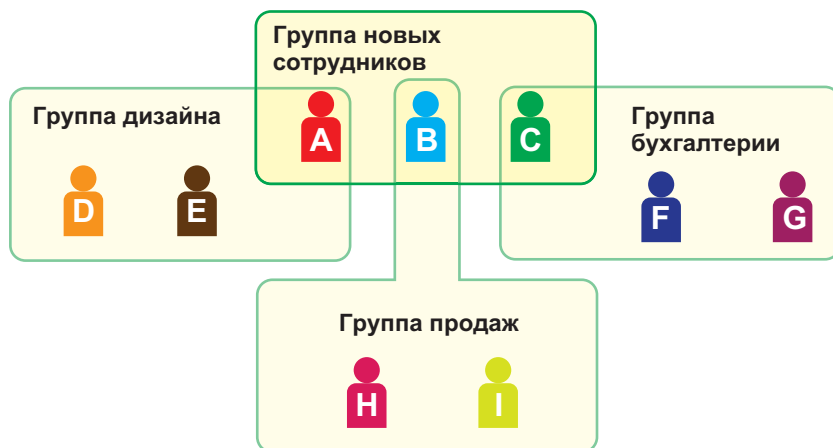 Группа новых
сотрудников
Группа дизайна
A
B
C
Группа
бухгалтерии
D
E
F
G
Группа продаж
H
I